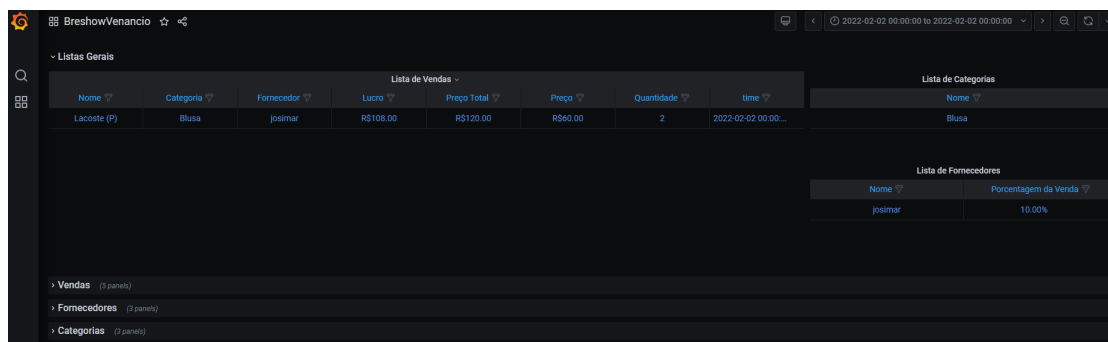 BreshowVenancio
2022-02-02 00:00:00 to 2022-02-02 00:00:00
Listas Gerais
Lista de Vendas
Nome Categoria Fornecedor Lucro Preço Total Preço Quantidade time
Lacoste (P) Blusa josimar R$108.00 R$120.00 R$60.00 2 2022-02-02 00:00:...
Lista de Categorias
Nome
Blusa
Lista de Fornecedores
Nome Porcentagem da Venda
josimar 10.00%
Vendas (5 panels)
Fornecedores (3 panels)
Categorias (3 panels)